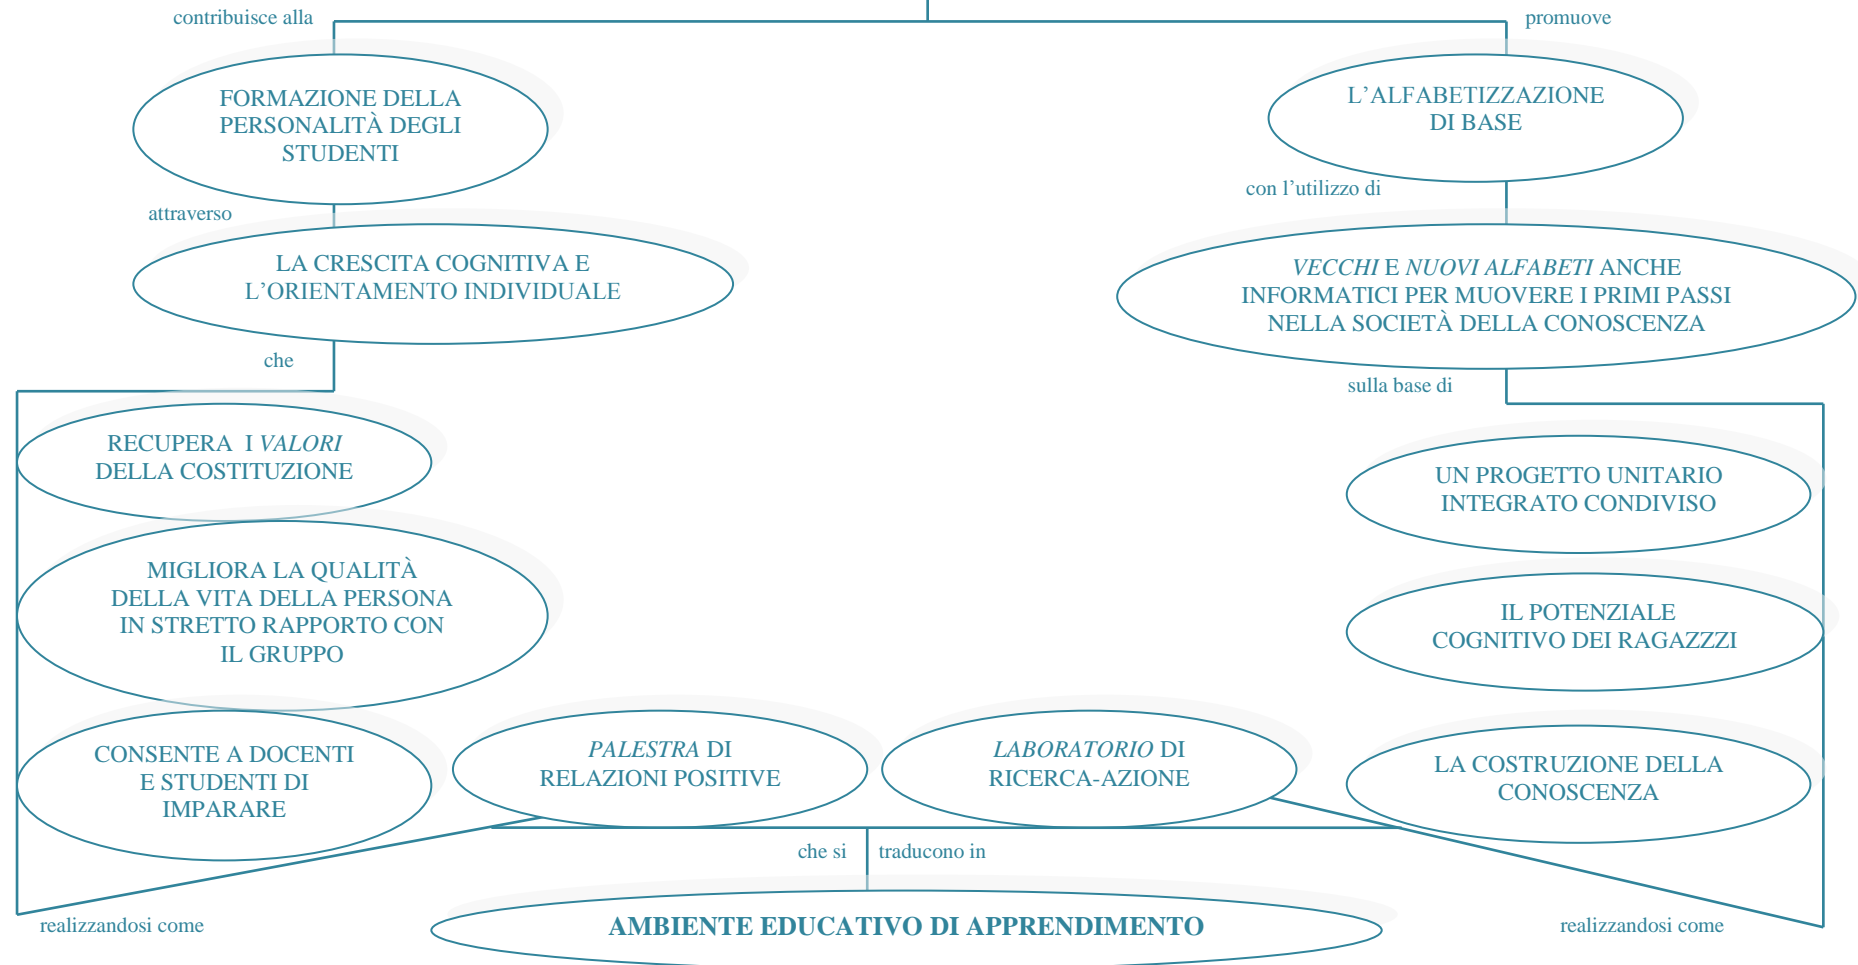 contribuisce alla
promuove
FORMAZIONE DELLA
PERSONALITÀ DEGLI
STUDENTI
L'ALFABETIZZAZIONE
DI BASE
attraverso
con l'utilizzo di
LA CRESCITA COGNITIVA E
L'ORIENTAMENTO INDIVIDUALE
VECCHI E NUOVI ALFABETI ANCHE
INFORMATICI PER MUOVERE I PRIMI PASSI
NELLA SOCIETÀ DELLA CONOSCENZA
che
sulla base di
RECUPERA I VALORI
DELLA COSTITUZIONE
UN PROGETTO UNITARIO
INTEGRATO CONDIVISO
MIGLIORA LA QUALITÀ
DELLA VITA DELLA PERSONA
IN STRETTO RAPPORTO CON
IL GRUPPO
IL POTENZIALE
COGNITIVO DEI RAGAZZZI
CONSENTE A DOCENTI
E STUDENTI DI
IMPARARE
PALESTRA DI
RELAZIONI POSITIVE
LABORATORIO DI
RICERCA-AZIONE
LA COSTRUZIONE DELLA
CONOSCENZA
che si traducono in
realizzandosi come
AMBIENTE EDUCATIVO DI APPRENDIMENTO
realizzandosi come